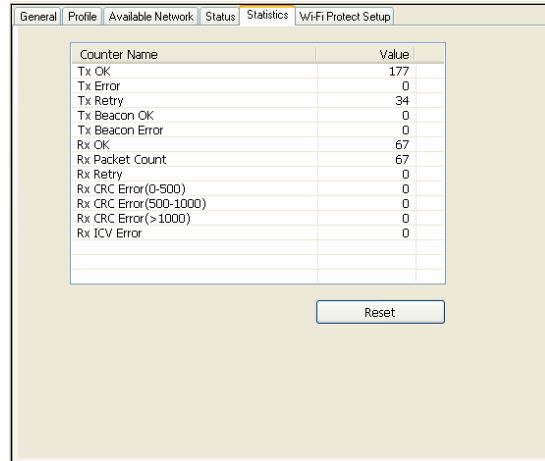 General Profile Available Network Status Statistics Wi-Fi Protect Setup
Counter Name Value
Tx OK 177
Tx Error 0
Tx Retry 34
Tx Beacon OK 0
Tx Beacon Error 0
Rx OK 67
Rx Packet Count 67
Rx Retry 0
Rx CRC Error(0-500) 0
Rx CRC Error(500-1000) 0
Rx CRC Error(>1000) 0
Rx ICV Error 0
Reset